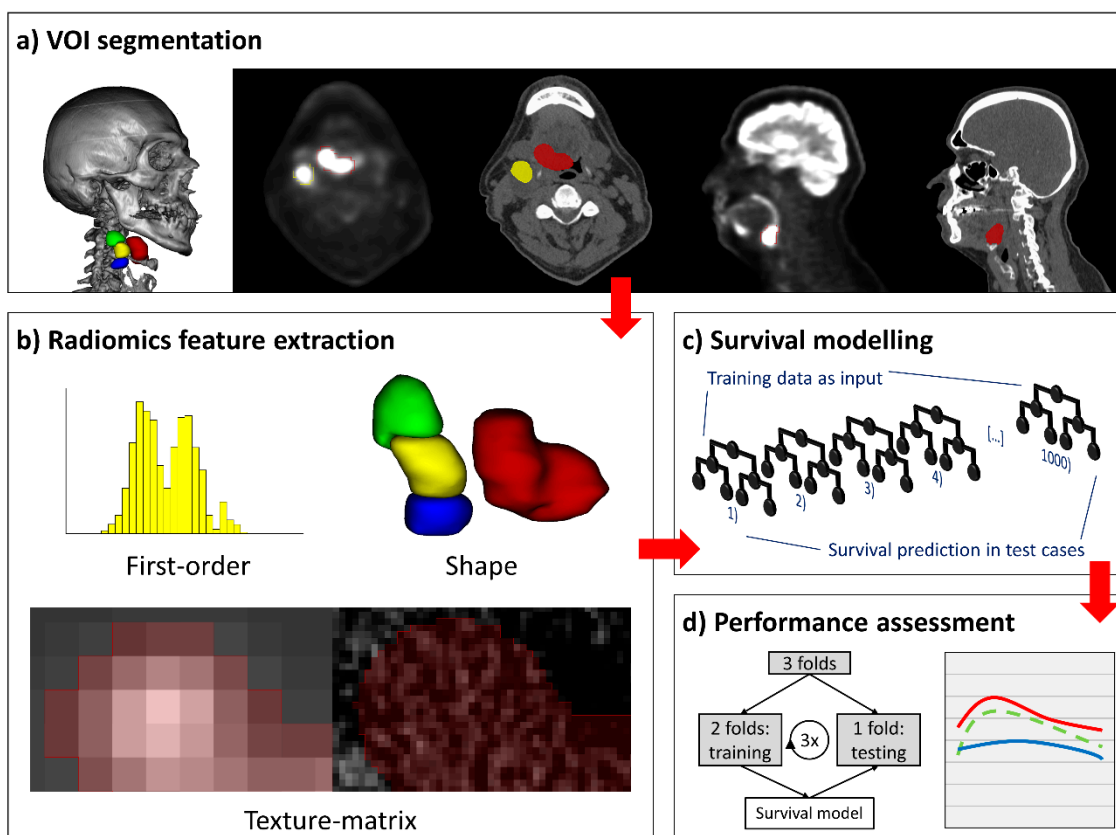 a) VOI segmentation
b) Radiomics feature extraction
First-order
Shape
Texture-matrix
c) Survival modelling
Training data as input
1)
2)
3)
4)
[...]
1000)
Survival prediction in test cases
d) Performance assessment
3 folds
2 folds:
training
3x
1 fold:
testing
Survival model